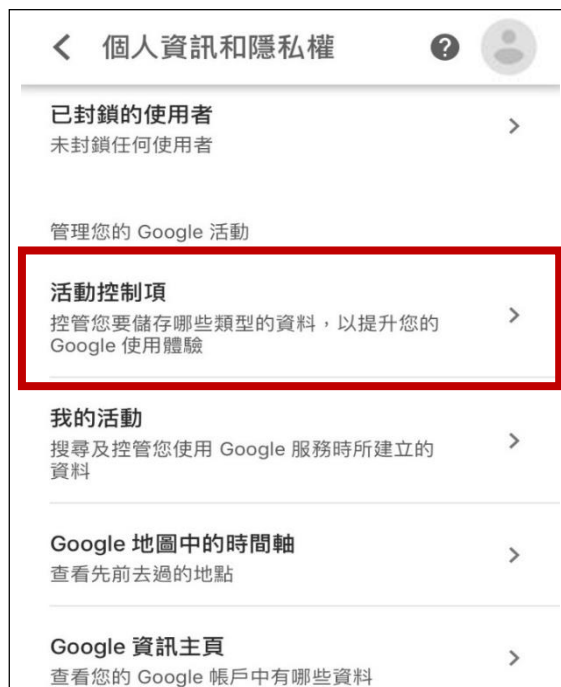 個人資訊和隱私權
已封鎖的使用者
未封鎖任何使用者
管理您的 Google 活動
活動控制項
控管您要儲存哪些類型的資料，以提升您的
Google 使用體驗
我的活動
搜尋及控管您使用 Google 服務時所建立的
資料
Google 地圖中的時間軸
查看先前去過的地點
Google 資訊主頁
查看您的 Google 帳戶中有哪些資料